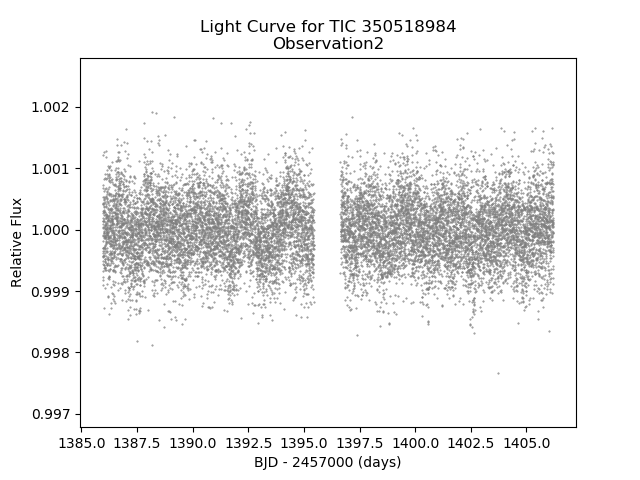 Light Curve for TIC 350518984
Observation2
1.002
1.001
1.000
0.999
0.998
0.997
Relative Flux
1385.0 1387.5 1390.0 1392.5 1395.0 1397.5 1400.0 1402.5 1405.0
BJD - 2457000 (days)